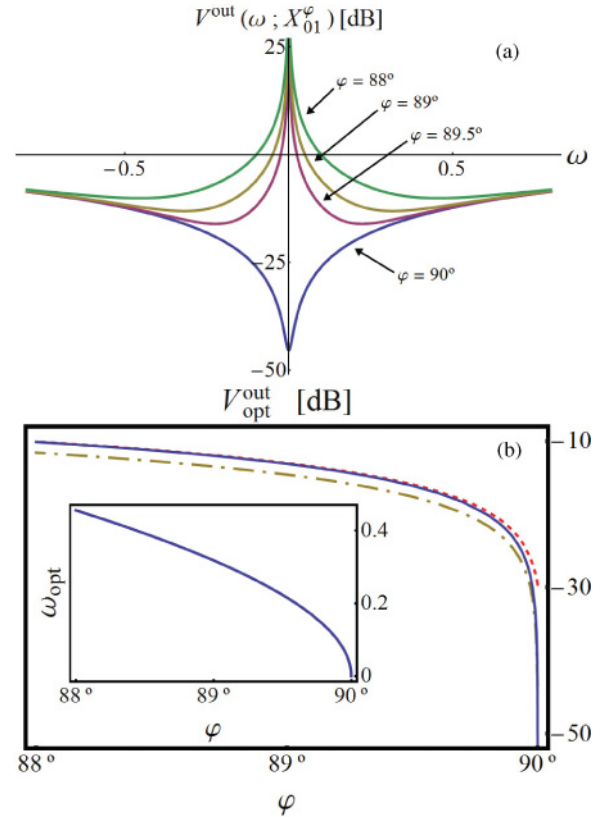 V^out (ω ; X^φ_01) [dB]
25
(a)
φ = 88°
φ = 89°
φ = 89.5°
−0.5
0.5
ω
−25
φ = 90°
−50
V^out_opt [dB]
−10
(b)
0.4
ω_opt
0.2
−30
0
88° 89° 90°
φ
−50
88° 89° 90°
φ